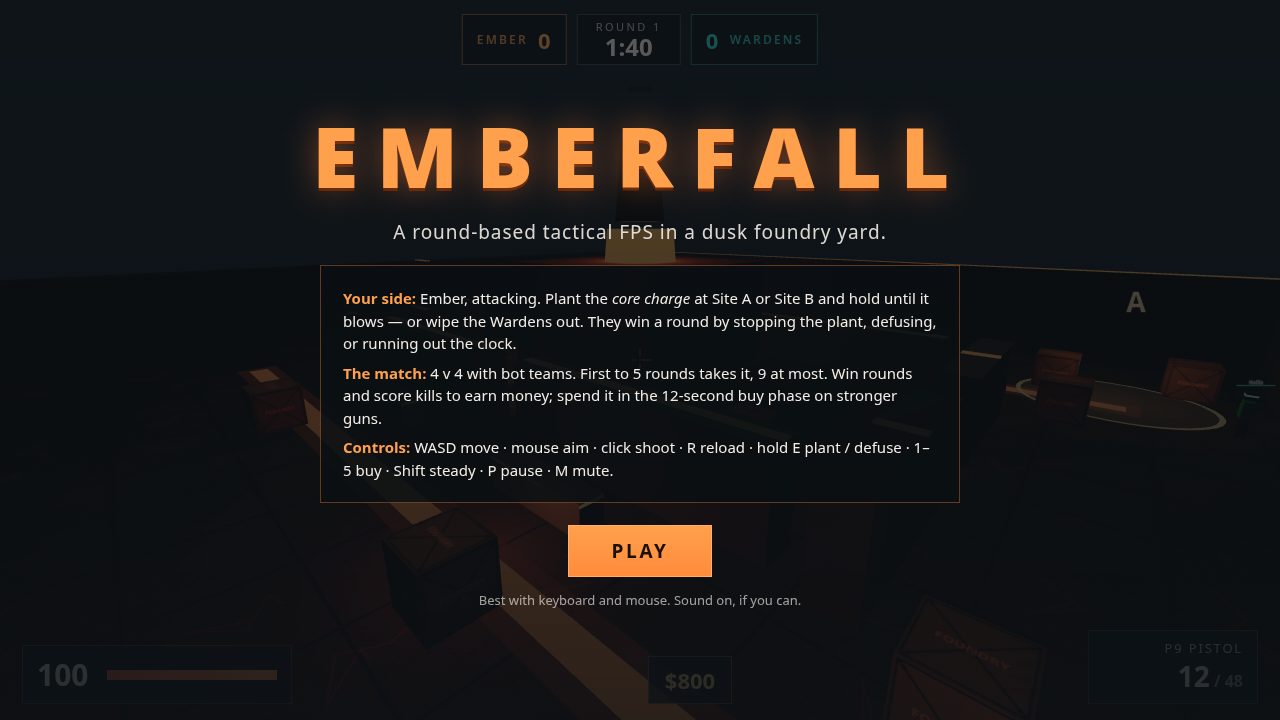 EMBER 0
ROUND 1
1:40
0 WARDENS
EMBERFALL
A round-based tactical FPS in a dusk foundry yard.
Your side: Ember, attacking. Plant the core charge at Site A or Site B and hold until it
blows — or wipe the Wardens out. They win a round by stopping the plant, defusing,
or running out the clock.
The match: 4 v 4 with bot teams. First to 5 rounds takes it, 9 at most. Win rounds
and score kills to earn money; spend it in the 12-second buy phase on stronger
guns.
Controls: WASD move · mouse aim · click shoot · R reload · hold E plant / defuse · 1–
5 buy · Shift steady · P pause · M mute.
A
PLAY
Best with keyboard and mouse. Sound on, if you can.
FOUNDRY
100
$800
P9 PISTOL
12 / 48